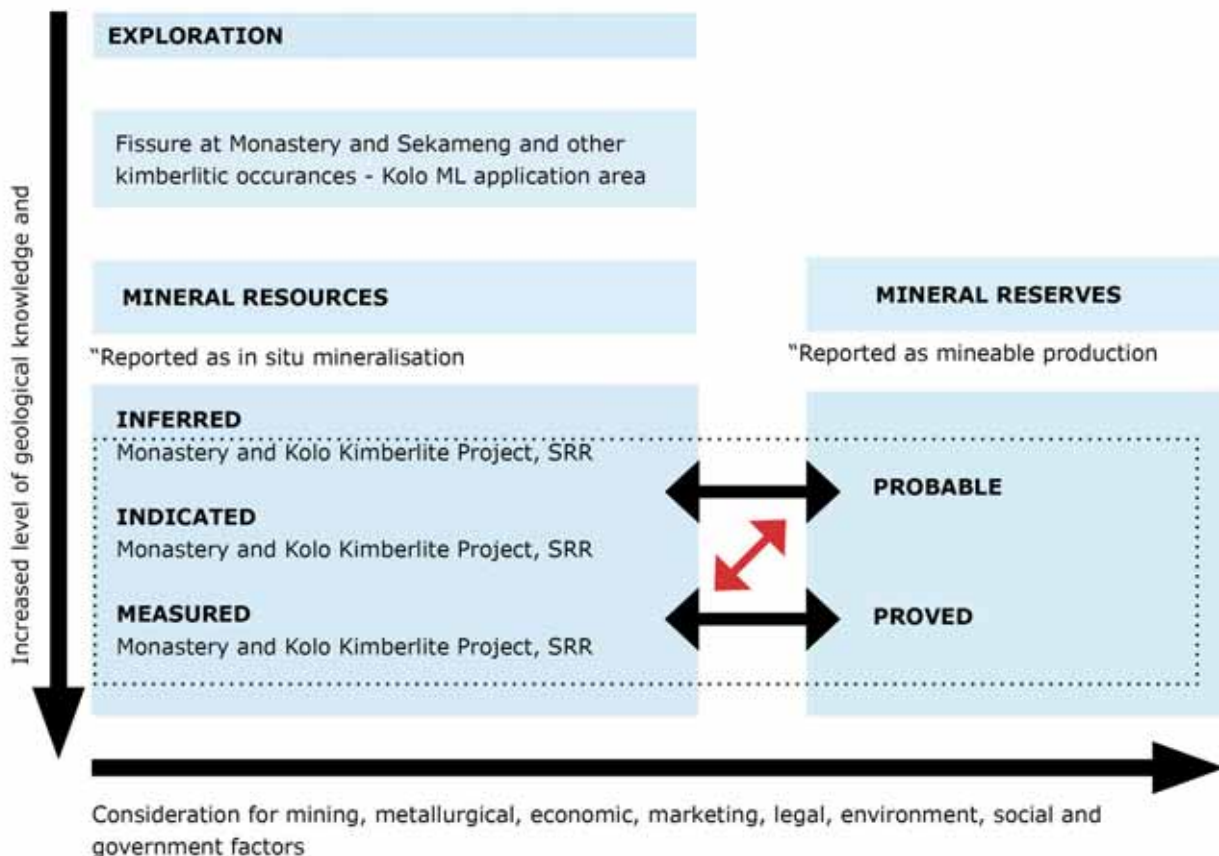 EXPLORATION
Fissure at Monastery and Sekameng and other
kimberlitic occurances - Kolo ML application area
Increased level of geological knowledge and
MINERAL RESOURCES
MINERAL RESERVES
“Reported as in situ mineralisation
“Reported as mineable production
INFERRED
Monastery and Kolo Kimberlite Project, SRR
INDICATED
Monastery and Kolo Kimberlite Project, SRR
MEASURED
Monastery and Kolo Kimberlite Project, SRR
PROBABLE
PROVED
Consideration for mining, metallurgical, economic, marketing, legal, environment, social and
government factors